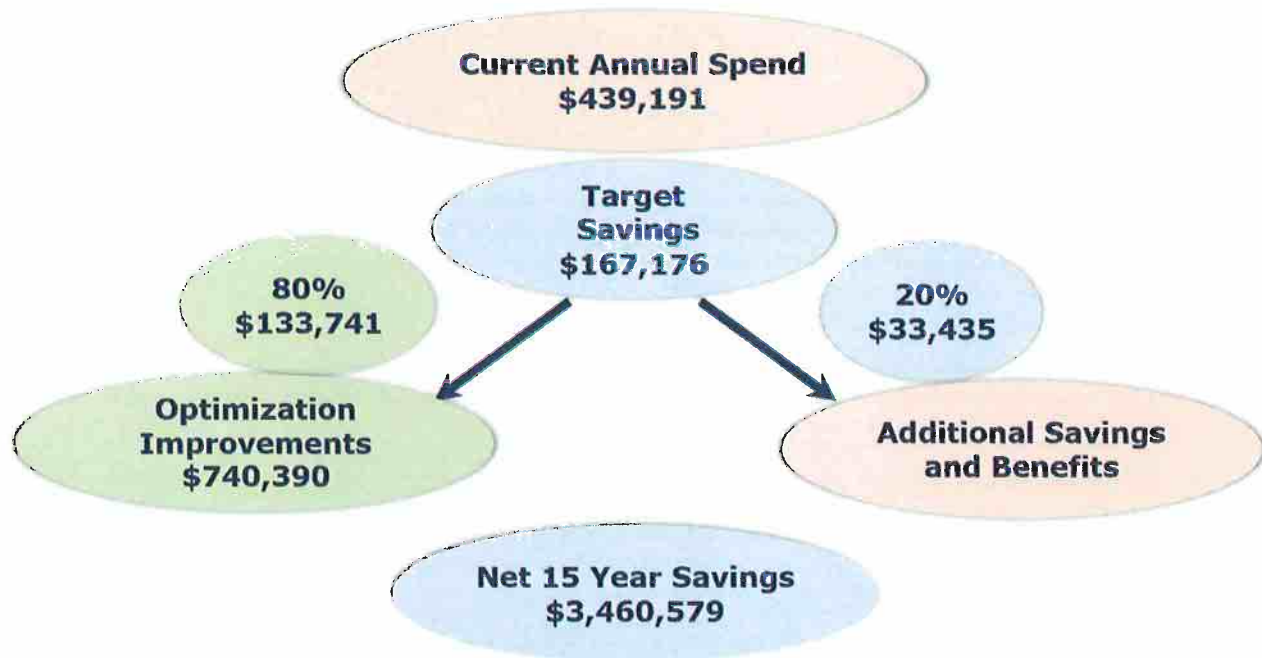 Current Annual Spend
$439,191
Target
Savings
$167,176
80%
$133,741
20%
$33,435
Optimization
Improvements
$740,390
Additional Savings
and Benefits
Net 15 Year Savings
$3,460,579